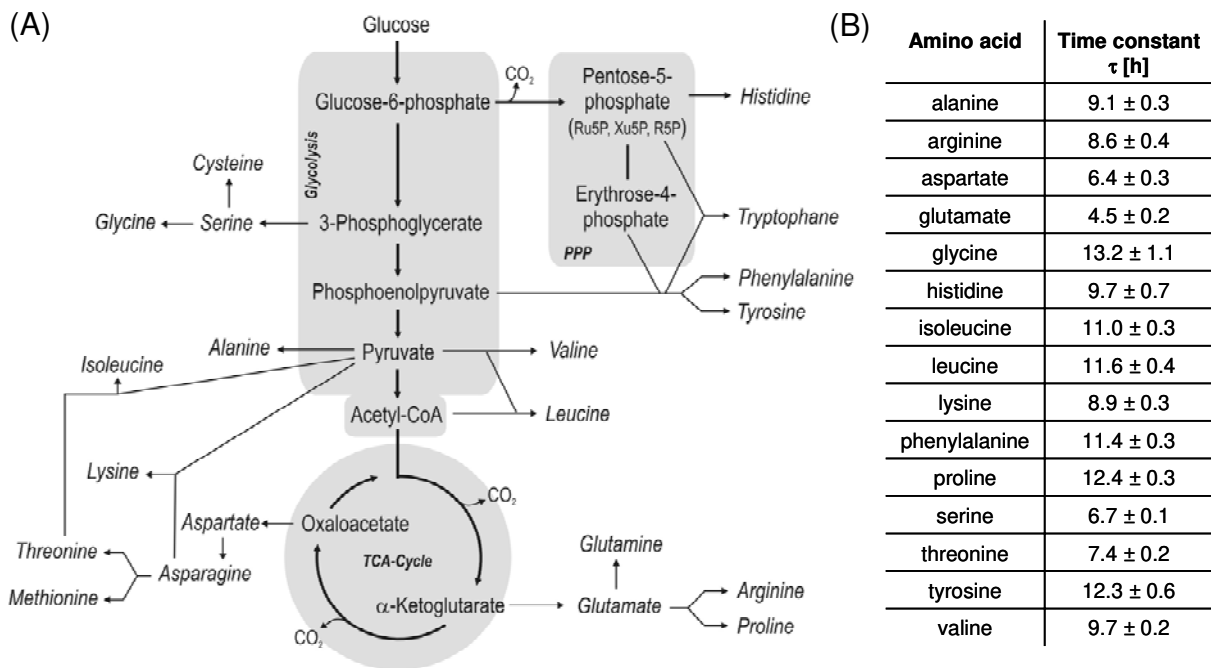 (A)
Glucose
CO₂
Glucose-6-phosphate
Pentose-5-
phosphate
(Ru5P, Xu5P, R5P)
Histidine
Glycolysis
Cysteine
Glycine
Serine
3-Phosphoglycerate
Erythrose-4-
phosphate
PPP
Tryptophane
Phosphoenolpyruvate
Phenylalanine
Tyrosine
Isoleucine
Alanine
Pyruvate
Valine
Acetyl-CoA
Leucine
Lysine
CO₂
Aspartate
Oxaloacetate
TCA-Cycle
Threonine
Asparagine
Methionine
Glutamine
α-Ketoglutarate
Glutamate
Arginine
Proline
CO₂
(B)
Amino acid Time constant
τ [h]
alanine 9.1 ± 0.3
arginine 8.6 ± 0.4
aspartate 6.4 ± 0.3
glutamate 4.5 ± 0.2
glycine 13.2 ± 1.1
histidine 9.7 ± 0.7
isoleucine 11.0 ± 0.3
leucine 11.6 ± 0.4
lysine 8.9 ± 0.3
phenylalanine 11.4 ± 0.3
proline 12.4 ± 0.3
serine 6.7 ± 0.1
threonine 7.4 ± 0.2
tyrosine 12.3 ± 0.6
valine 9.7 ± 0.2